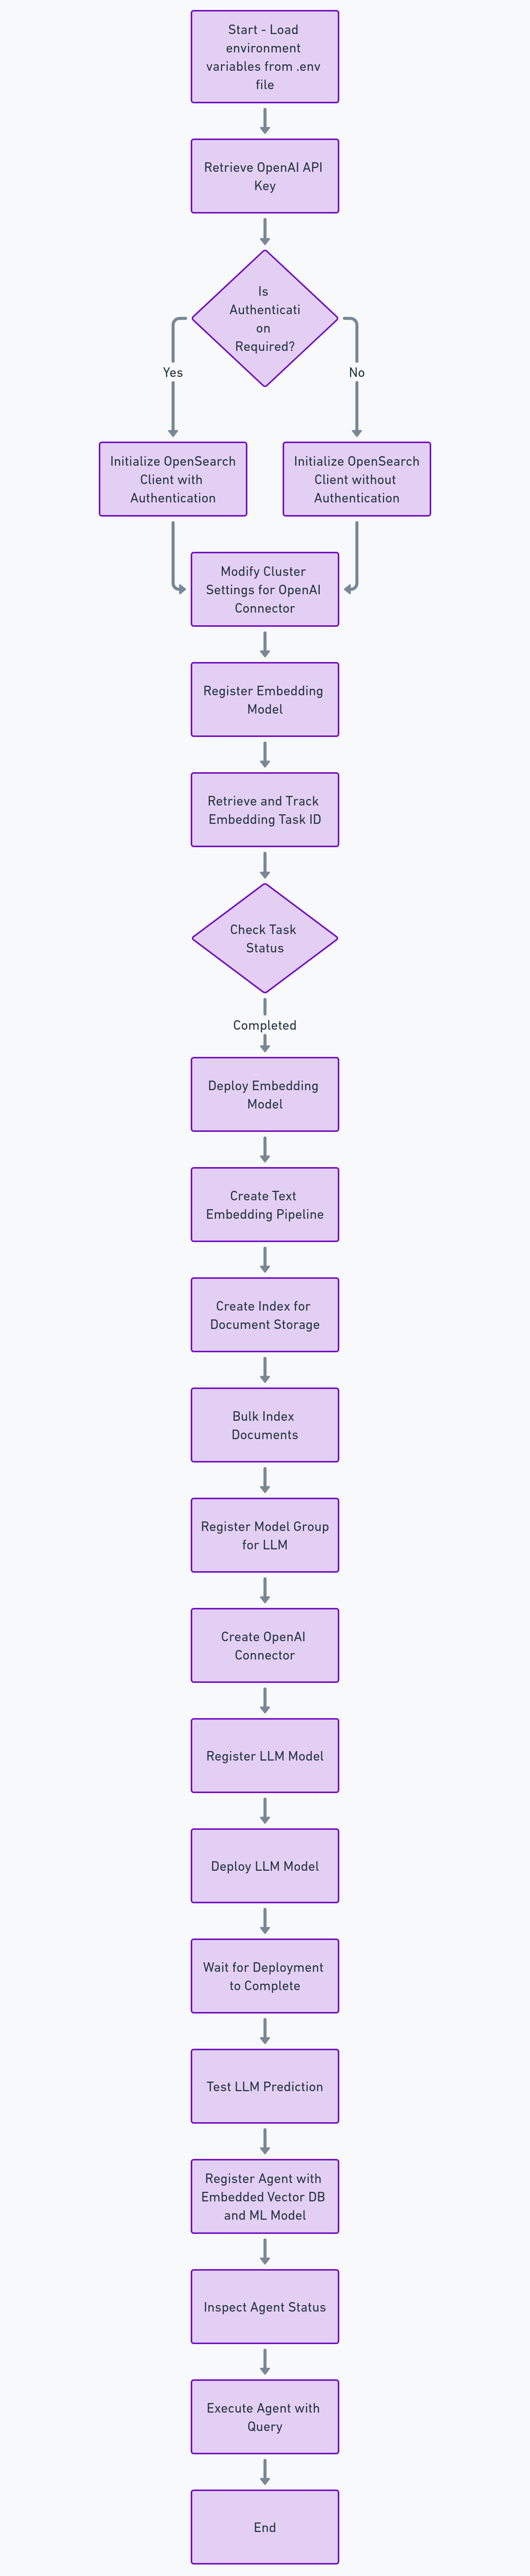 Start - Load
environment
variables from .env
file
Retrieve OpenAI API
Key
Is
Authenticati
on
Required?
Yes
No
Initialize OpenSearch
Client with
Authentication
Initialize OpenSearch
Client without
Authentication
Modify Cluster
Settings for OpenAI
Connector
Register Embedding
Model
Retrieve and Track
Embedding Task ID
Check Task
Status
Completed
Deploy Embedding
Model
Create Text
Embedding Pipeline
Create Index for
Document Storage
Bulk Index
Documents
Register Model Group
for LLM
Create OpenAI
Connector
Register LLM Model
Deploy LLM Model
Wait for Deployment
to Complete
Test LLM Prediction
Register Agent with
Embedded Vector DB
and ML Model
Inspect Agent Status
Execute Agent with
Query
End